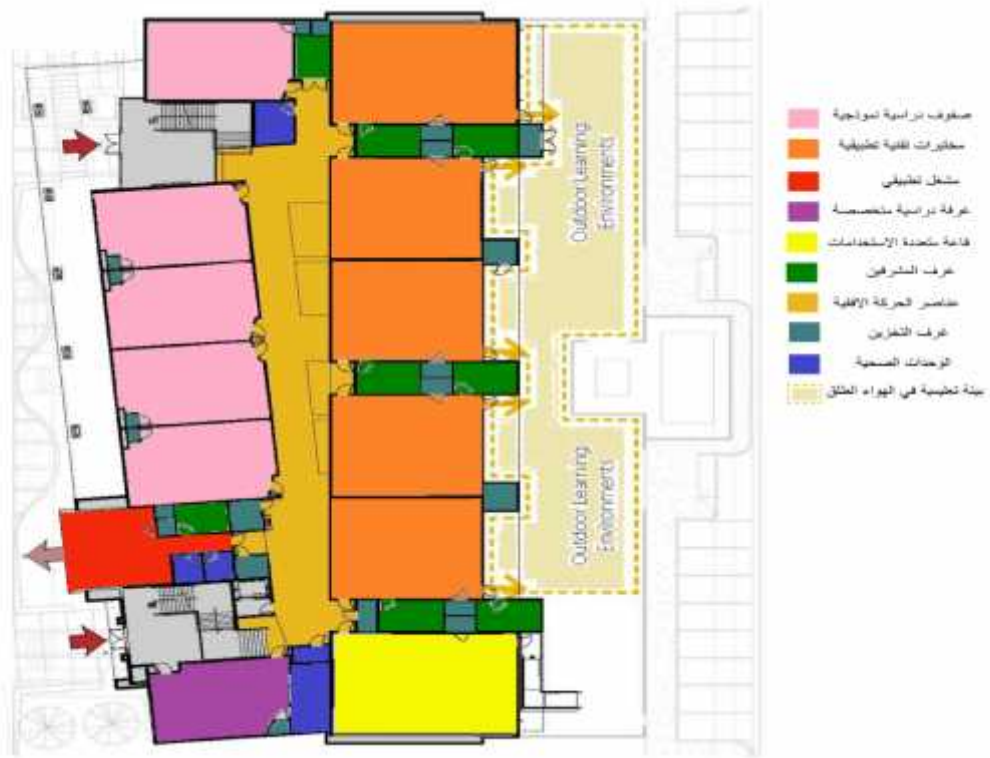 صفوف دراسية نموذجية
مختبرات تقنية تطبيقية
مشغل تطبيقي
غرفة دراسية متخصصة
قاعة متعددة الاستخدامات
غرف المشرفين
عناصر الحركة الافقية
غرف التخزين
الوحدات الصحية
بيئة تعليمية في الهواء الطلق
Outdoor Learning
Environments
Outdoor Learning
Environments